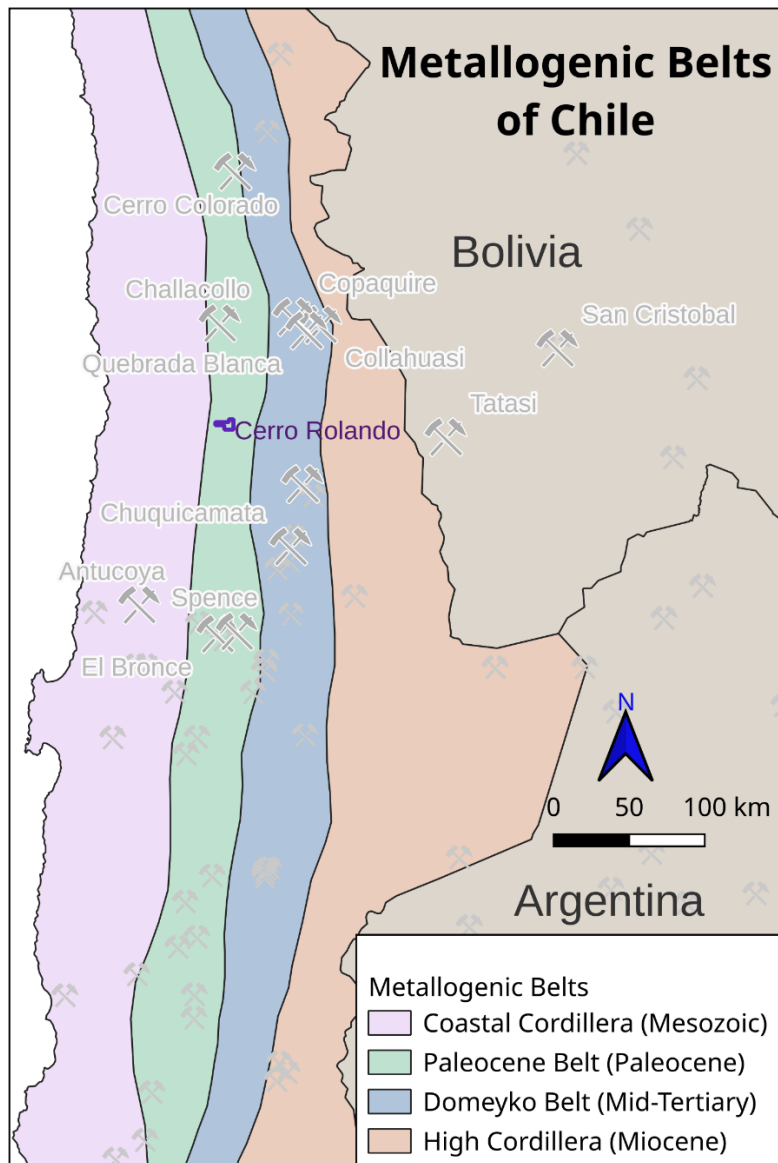 Metallogenic Belts
of Chile
Cerro Colorado
Bolivia
Challacollo
Copaquire
San Cristobal
Quebrada Blanca
Collahuasi
Tatasi
Cerro Rolando
Chuquicamata
Antucoya
Spence
El Bronce
N
0 50 100 km
Argentina
Metallogenic Belts
Coastal Cordillera (Mesozoic)
Paleocene Belt (Paleocene)
Domeyko Belt (Mid-Tertiary)
High Cordillera (Miocene)